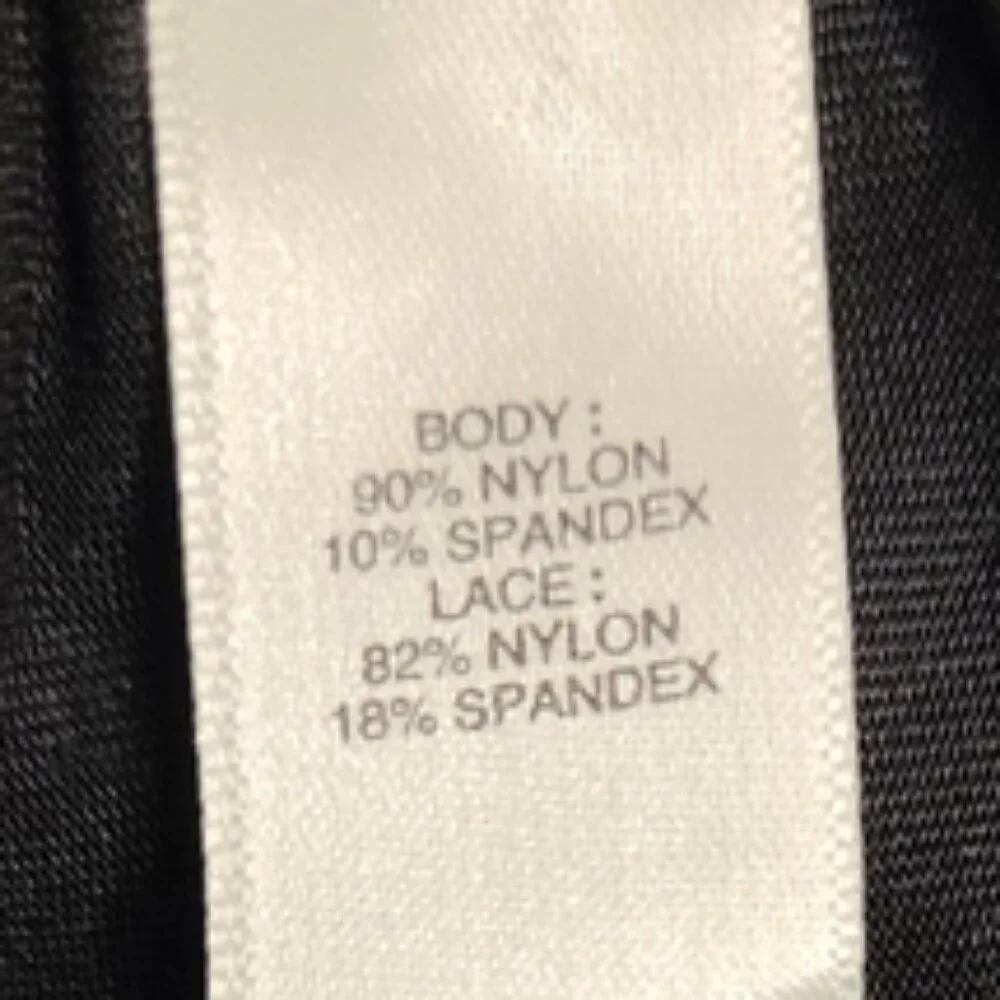 BODY :
90% NYLON
10% SPANDEX
LACE :
82% NYLON
18% SPANDEX